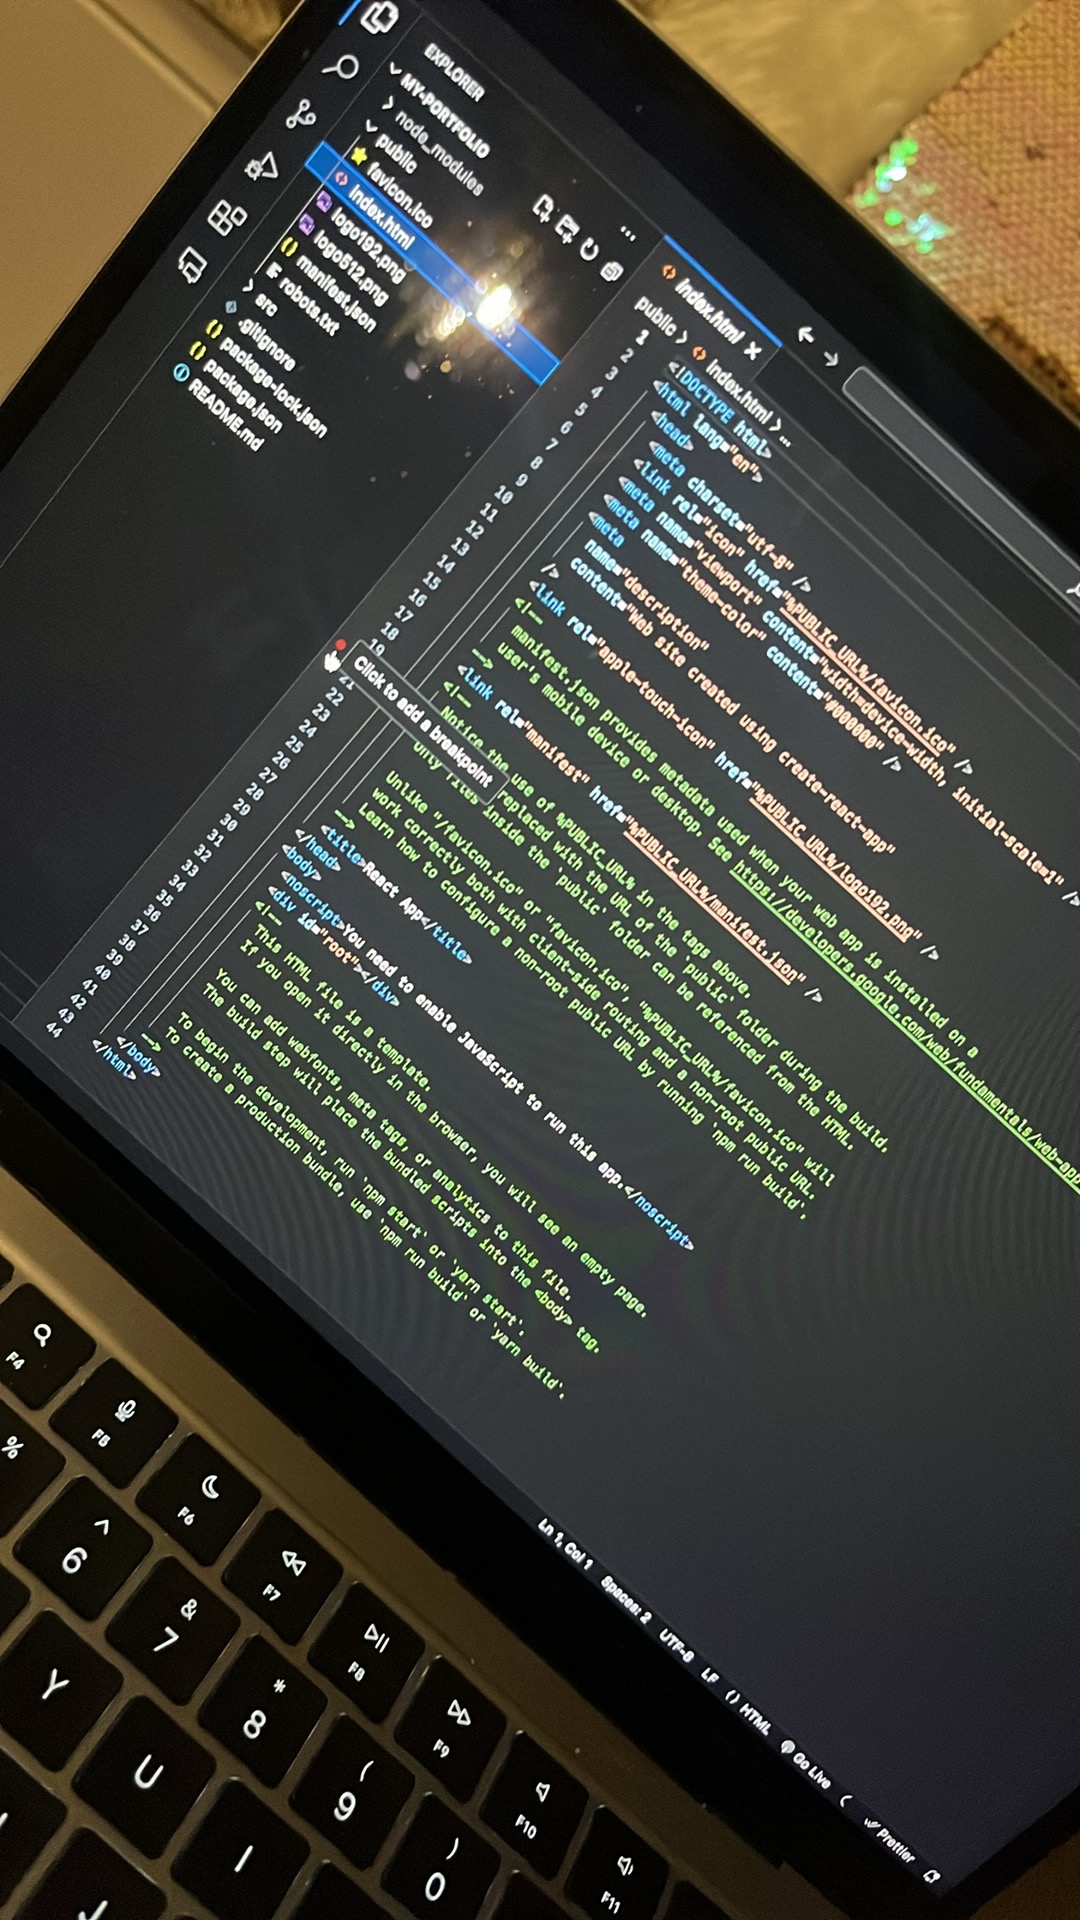 EXPLORER
MY-PORTFOLIO
node_modules
public
favicon.ico
index.html
logo192.png
logo512.png
manifest.json
robots.txt
src
.gitignore
package-lock.json
package.json
README.md
index.html
public > index.html > ...
1 <!DOCTYPE html>
2 <html lang="en">
3 <head>
4 <meta charset="utf-8" />
5 <link rel="icon" href="%PUBLIC_URL%/favicon.ico" />
6 <meta name="viewport" content="width=device-width, initial-scale=1" />
7 <meta name="theme-color" content="#000000" />
8 <meta
9 name="description"
10 content="Web site created using create-react-app"
11 />
12 <link rel="apple-touch-icon" href="%PUBLIC_URL%/logo192.png" />
13 <!--
14 manifest.json provides metadata used when your web app is installed on a
15 user's mobile device or desktop. See https://developers.google.com/web/fundamentals/web-app
16 -->
17 <link rel="manifest" href="%PUBLIC_URL%/manifest.json" />
18 <!--
19 Notice the use of %PUBLIC_URL% in the tags above.
replaced with the URL of the `public` folder during the build.
21 Only files inside the `public` folder can be referenced from the HTML.
Click to add a breakpoint
22
23 Unlike "/favicon.ico" or "favicon.ico", "%PUBLIC_URL%/favicon.ico" will
24 work correctly both with client-side routing and a non-root public URL.
25 Learn how to configure a non-root public URL by running `npm run build`.
26 -->
27 <title>React App</title>
28 </head>
29 <body>
30 <noscript>You need to enable JavaScript to run this app.</noscript>
31 <div id="root"></div>
32 <!--
33 This HTML file is a template.
34 If you open it directly in the browser, you will see an empty page.
35
36 You can add webfonts, meta tags, or analytics to this file.
37 The build step will place the bundled scripts into the <body> tag.
38
39 To begin the development, run `npm start` or `yarn start`.
40 To create a production bundle, use `npm run build` or `yarn build`.
41 -->
42 </body>
43 </html>
44
Ln 1, Col 1 Spaces: 2 UTF-8 LF {} HTML Go Live Prettier
F4 F5 F6 F7 F8 F9 F10 F11
%
^ 6
& 7
* 8
( 9
) 0
Y U I
J